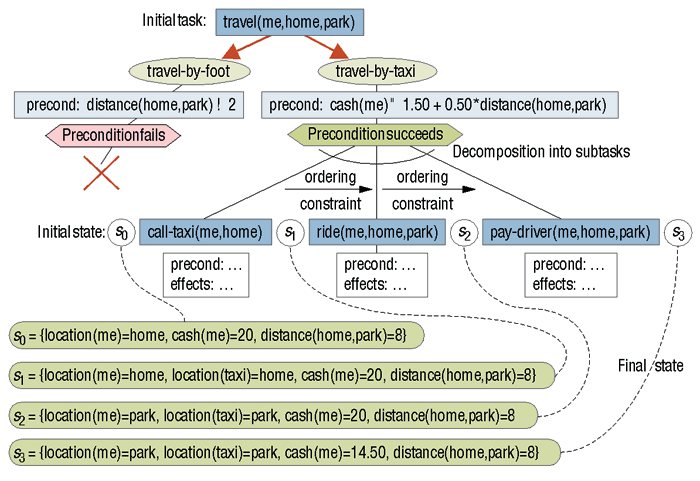 Initial task: travel(me,home,park)
travel-by-foot travel-by-taxi
precond: distance(home,park) ! 2 precond: cash(me) " 1.50 + 0.50*distance(home,park)
Precondition fails Precondition succeeds
Decomposition into subtasks
ordering ordering
constraint constraint
Initial state: s0 call-taxi(me,home) s1 ride(me,home,park) s2 pay-driver(me,home,park) s3
precond: … precond: … precond: …
effects: … effects: … effects: …
s0 = {location(me)=home, cash(me)=20, distance(home,park)=8}
s1 = {location(me)=home, location(taxi)=home, cash(me)=20, distance(home,park)=8}
Final state
s2 = {location(me)=park, location(taxi)=park, cash(me)=20, distance(home,park)=8
s3 = {location(me)=park, location(taxi)=park, cash(me)=14.50, distance(home,park)=8}